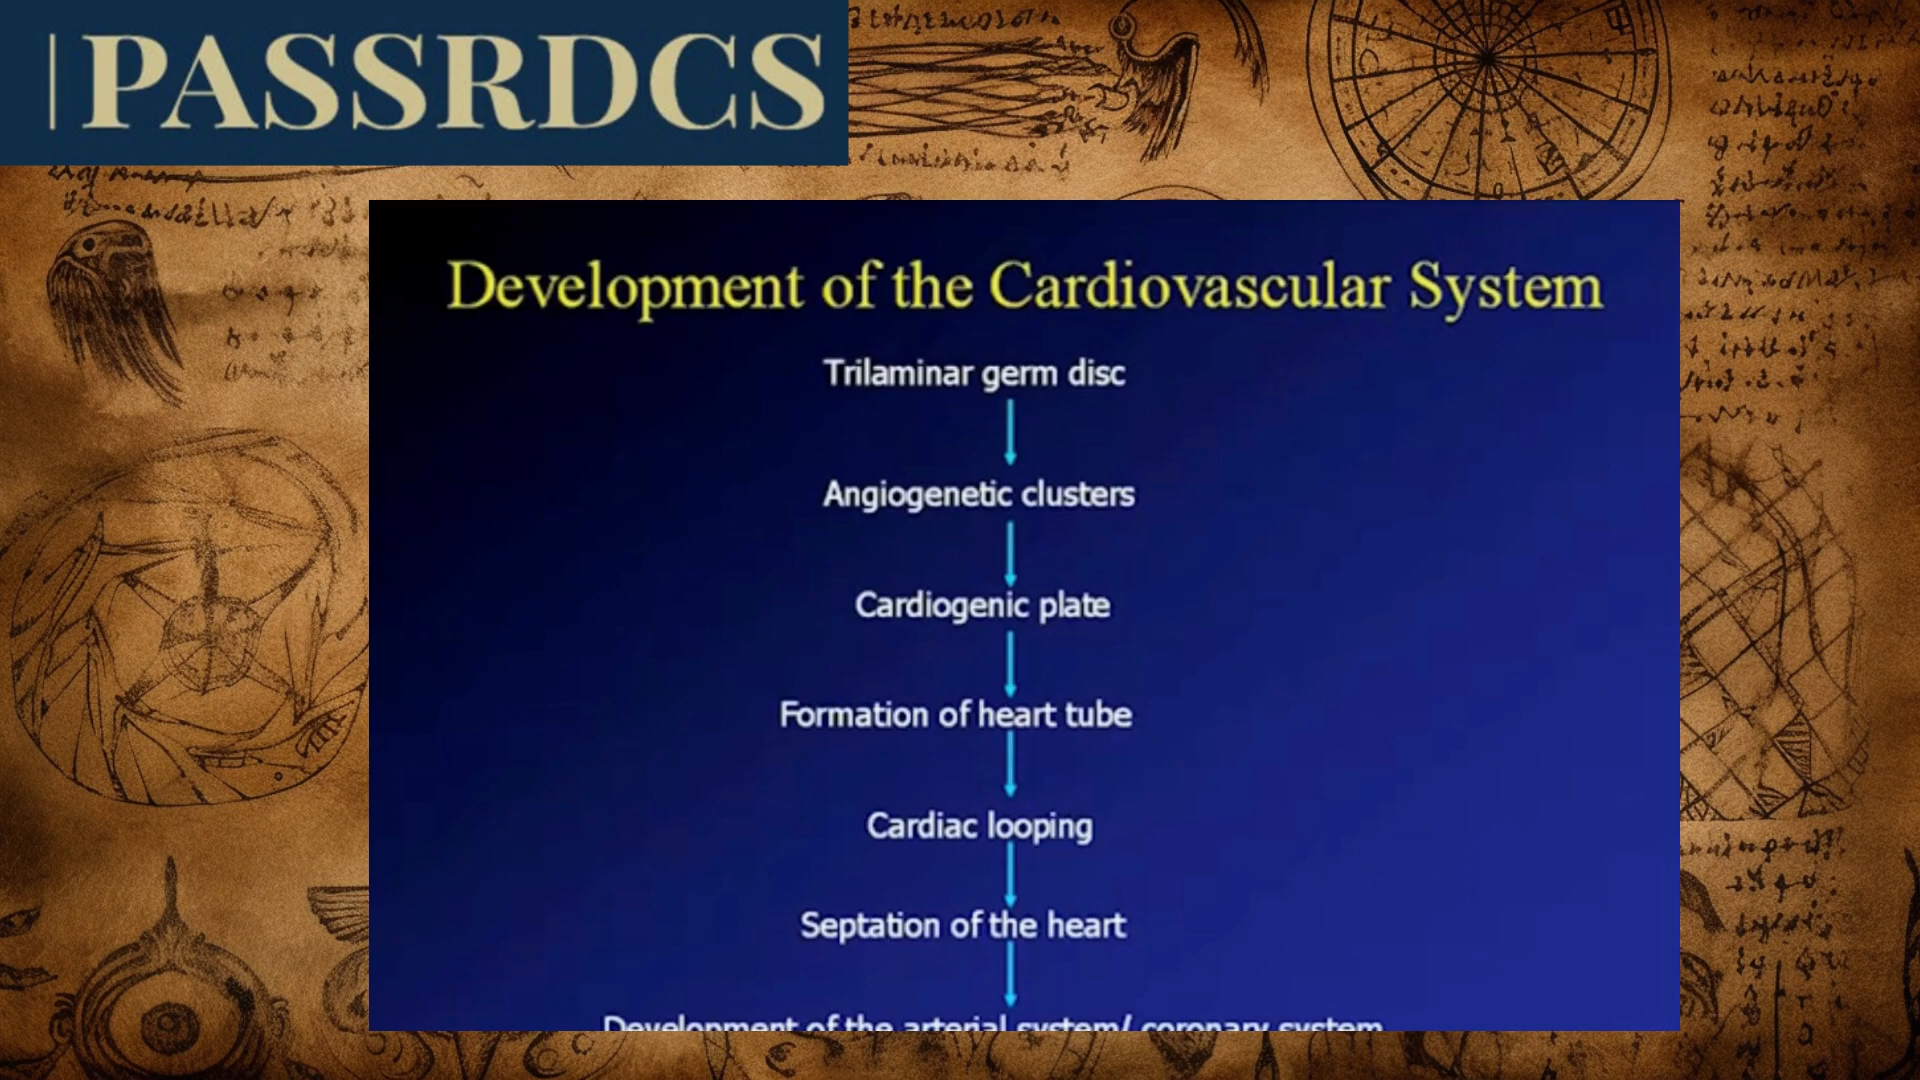 PASSRDCS
Development of the Cardiovascular System
Trilaminar germ disc
Angiogenetic clusters
Cardiogenic plate
Formation of heart tube
Cardiac looping
Septation of the heart
Development of the arterial system/ coronary system